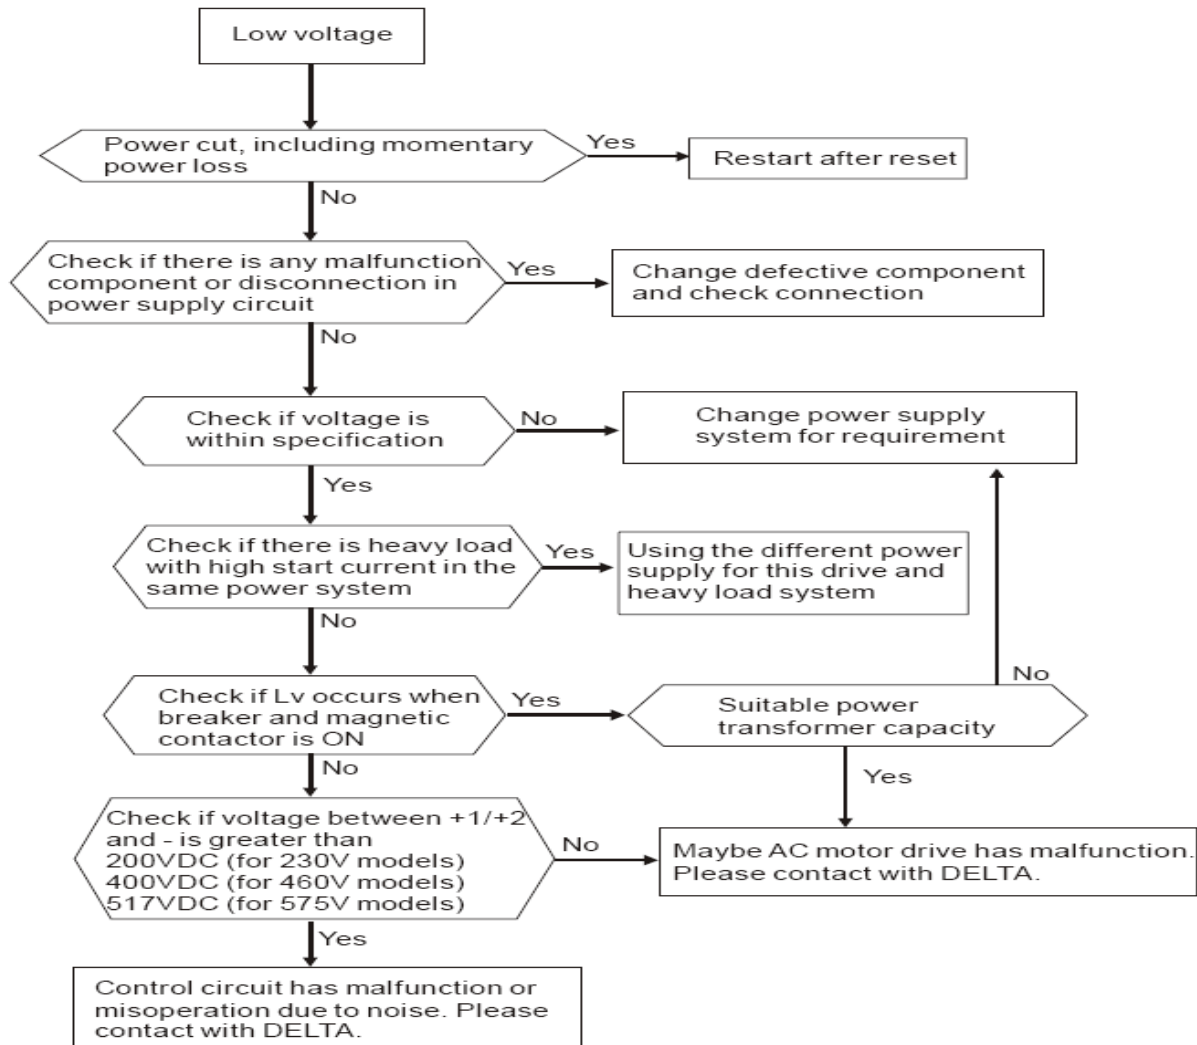 Low voltage
Power cut, including momentary
power loss
Yes
Restart after reset
No
Check if there is any malfunction
component or disconnection in
power supply circuit
Yes
Change defective component
and check connection
No
Check if voltage is
within specification
No
Change power supply
system for requirement
Yes
Check if there is heavy load
with high start current in the
same power system
Yes
Using the different power
supply for this drive and
heavy load system
No
Check if Lv occurs when
breaker and magnetic
contactor is ON
Yes
Suitable power
transformer capacity
No
No
Yes
Check if voltage between +1/+2
and - is greater than
200VDC (for 230V models)
400VDC (for 460V models)
517VDC (for 575V models)
No
Maybe AC motor drive has malfunction.
Please contact with DELTA.
Yes
Control circuit has malfunction or
misoperation due to noise. Please
contact with DELTA.